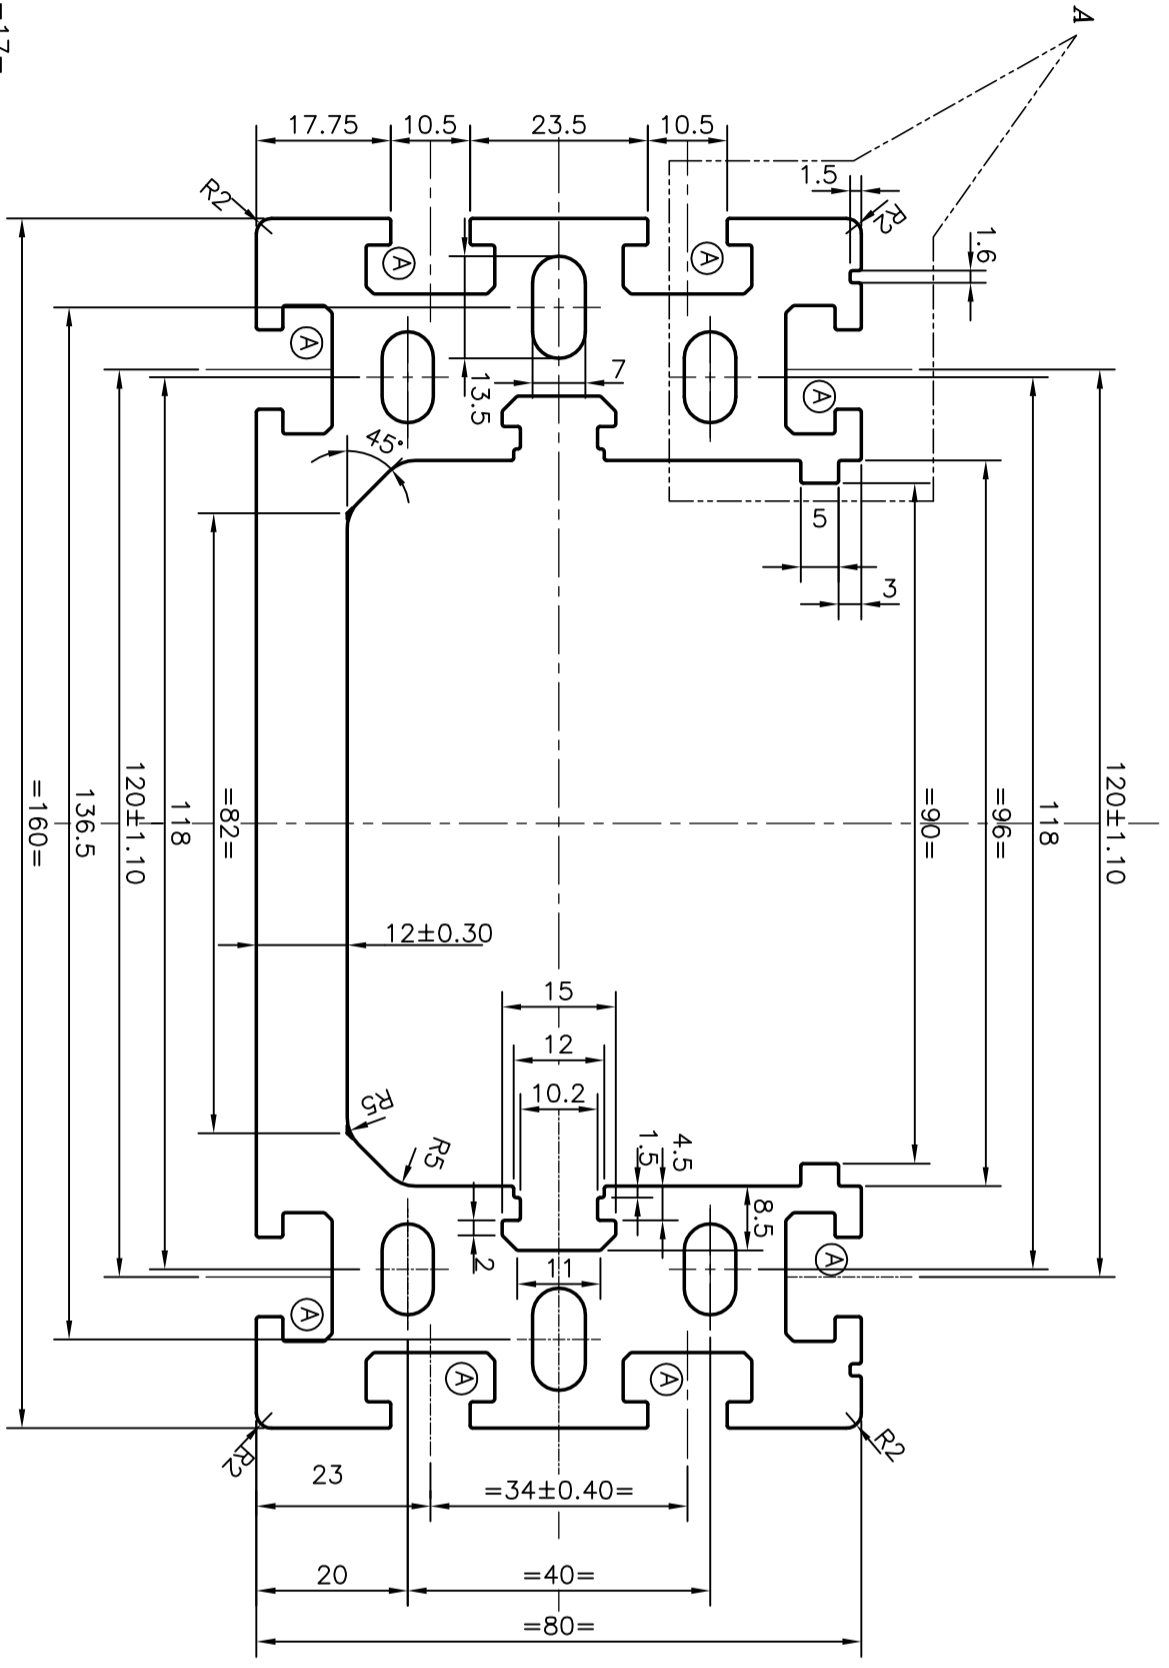 A
=17=
17.75
10.5
23.5
10.5
1.5
R2
R2
1.6
A
A
A
A
13.5
7
45°
5
3
120±1.10
118
=96=
=90=
=82=
118
120±1.10
136.5
=160=
12±0.30
15
12
10.2
1.5
4.5
8.5
R5
R5
2
11
A
A
A
A
R2
R2
23
=34±0.40=
20
=40=
=80=